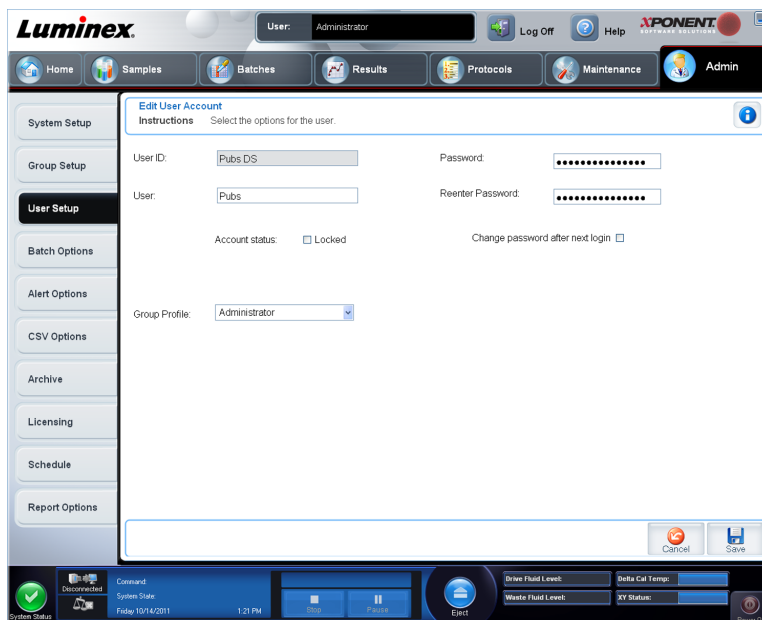 Luminex.
User: Administrator
Log Off
Help
XPONENT.
SOFTWARE SOLUTIONS
Home
Samples
Batches
Results
Protocols
Maintenance
Admin
System Setup
Group Setup
User Setup
Batch Options
Alert Options
CSV Options
Archive
Licensing
Schedule
Report Options
Edit User Account
Instructions Select the options for the user.
User ID: Pubs DS
Password: •••••••••••••••
User: Pubs
Reenter Password: •••••••••••••••
Account status: Locked
Change password after next login
Group Profile: Administrator
Cancel
Save
System Status
Disconnected
Command:
System State:
Friday 10/14/2011 1:21 PM
Stop
Pause
Eject
Drive Fluid Level:
Waste Fluid Level:
Delta Cal Temp:
XY Status: